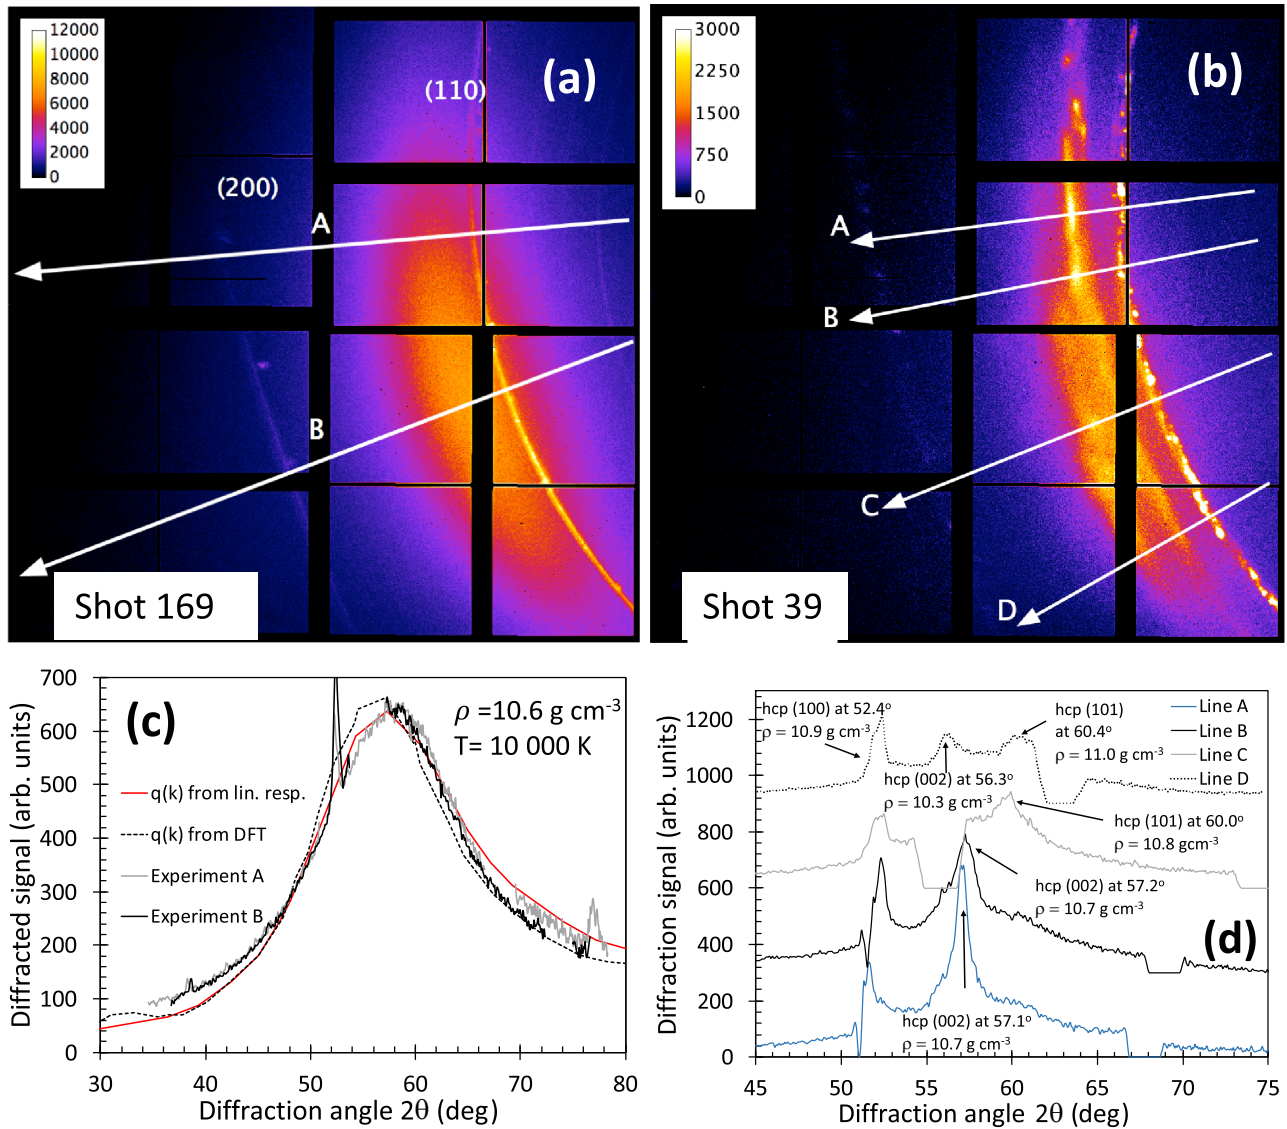 12000
10000
8000
6000
4000
2000
0
(110)
(a)
(200)
A
B
Shot 169
3000
2250
1500
750
0
(b)
A
B
C
D
Shot 39
700
600
500
400
300
200
100
0
(c)
ρ =10.6 g cm-3
T= 10 000 K
q(k) from lin. resp.
q(k) from DFT
Experiment A
Experiment B
30 40 50 60 70 80
Diffraction angle 2θ (deg)
Diffracted signal (arb. units)
1200
1000
800
600
400
200
0
hcp (100) at 52.4o
ρ = 10.9 g cm-3
hcp (101)
at 60.4o
ρ = 11.0 g cm-3
Line A
Line B
Line C
Line D
hcp (002) at 56.3o
ρ = 10.3 g cm-3
hcp (101) at 60.0o
ρ = 10.8 gcm-3
hcp (002) at 57.2o
ρ = 10.7 g cm-3
(d)
hcp (002) at 57.1o
ρ = 10.7 g cm-3
45 50 55 60 65 70 75
Diffraction angle 2θ (deg)
Diffraction signal (arb. units)